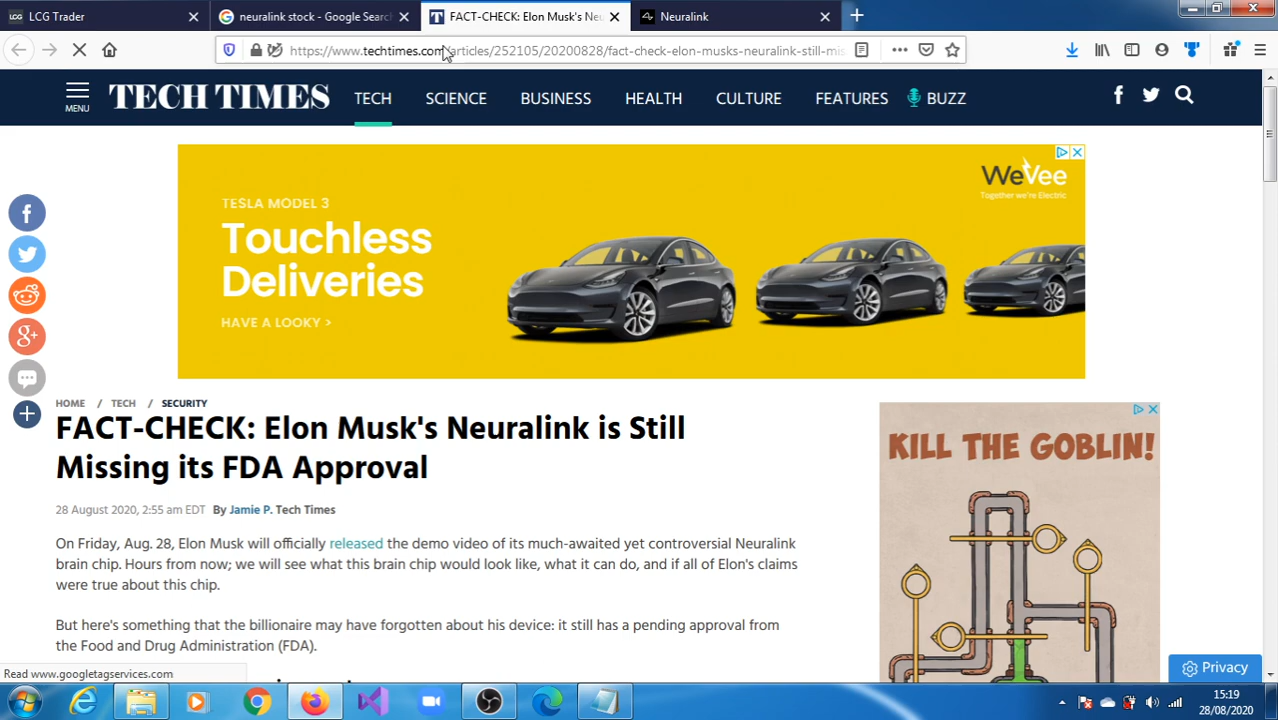 LCG Trader
neuralink stock - Google Search
FACT-CHECK: Elon Musk's Neu
Neuralink
https://www.techtimes.com/articles/252105/20200828/fact-check-elon-musks-neuralink-still-mis
MENU
TECH TIMES
TECH
SCIENCE
BUSINESS
HEALTH
CULTURE
FEATURES
BUZZ
WeVee
Together we're Electric
TESLA MODEL 3
Touchless
Deliveries
HAVE A LOOKY >
HOME / TECH / SECURITY
FACT-CHECK: Elon Musk's Neuralink is Still
Missing its FDA Approval
28 August 2020, 2:55 am EDT By Jamie P. Tech Times
On Friday, Aug. 28, Elon Musk will officially released the demo video of its much-awaited yet controversial Neuralink
brain chip. Hours from now; we will see what this brain chip would look like, what it can do, and if all of Elon's claims
were true about this chip.
But here's something that the billionaire may have forgotten about his device: it still has a pending approval from
the Food and Drug Administration (FDA).
KILL THE GOBLIN!
Privacy
Read www.googletagservices.com
15:19
28/08/2020